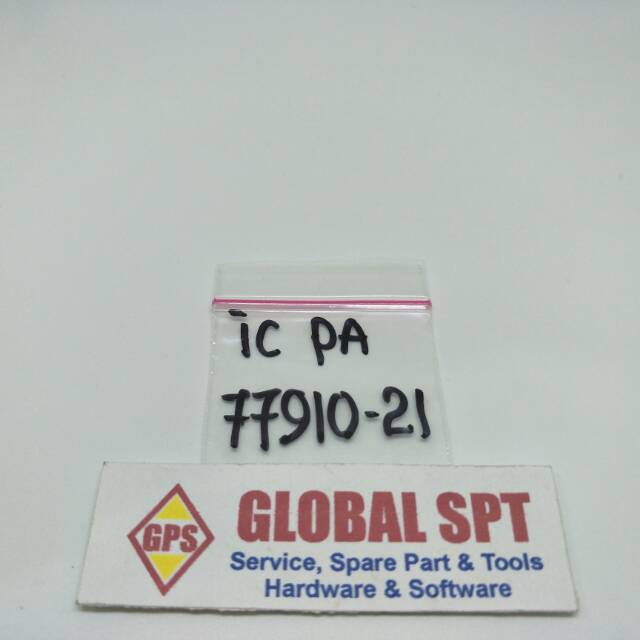 ic PA
77910-21
GPS
GLOBAL SPT
Service, Spare Part & Tools
Hardware & Software